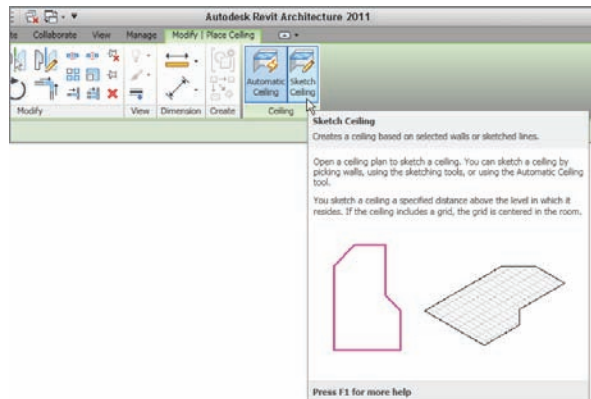 Autodesk Revit Architecture 2011
Collaborate View Manage Modify | Place Ceiling
Automatic Ceiling
Sketch Ceiling
Modify View Dimension Create Ceiling
Sketch Ceiling
Creates a ceiling based on selected walls or sketched lines.
Open a ceiling plan to sketch a ceiling. You can sketch a ceiling by
picking walls, using the sketching tools, or using the Automatic Ceiling
tool.
You sketch a ceiling a specified distance above the level in which it
resides. If the ceiling includes a grid, the grid is centered in the room.
Press F1 for more help